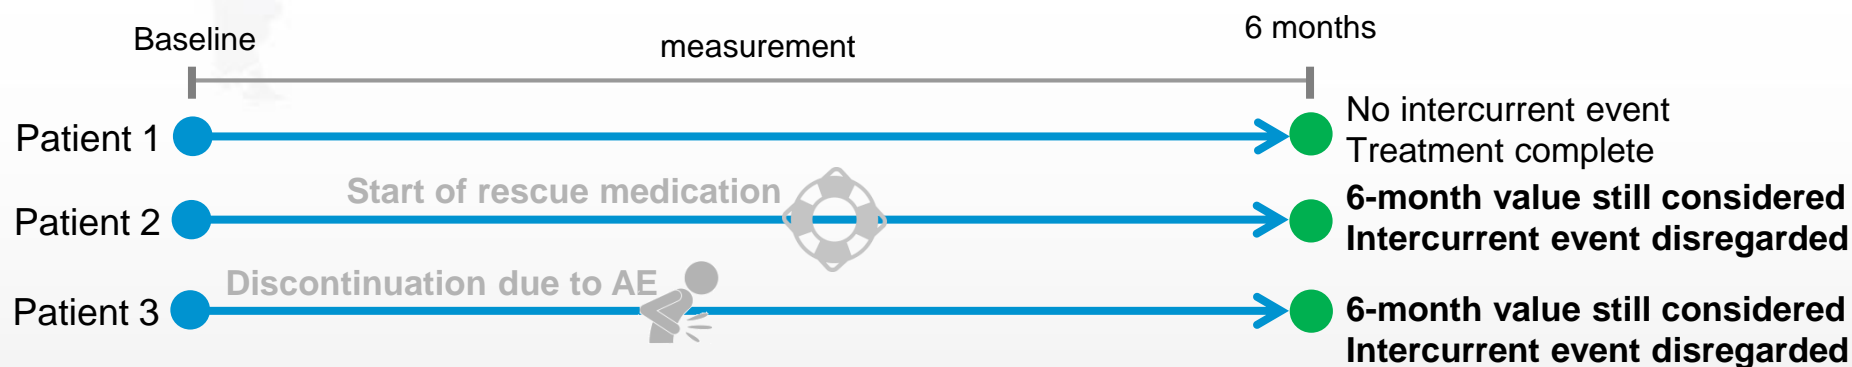 Baseline
measurement
6 months
Patient 1
No intercurrent event
Treatment complete
Start of rescue medication
Patient 2
6-month value still considered
Intercurrent event disregarded
Discontinuation due to AE
Patient 3
6-month value still considered
Intercurrent event disregarded